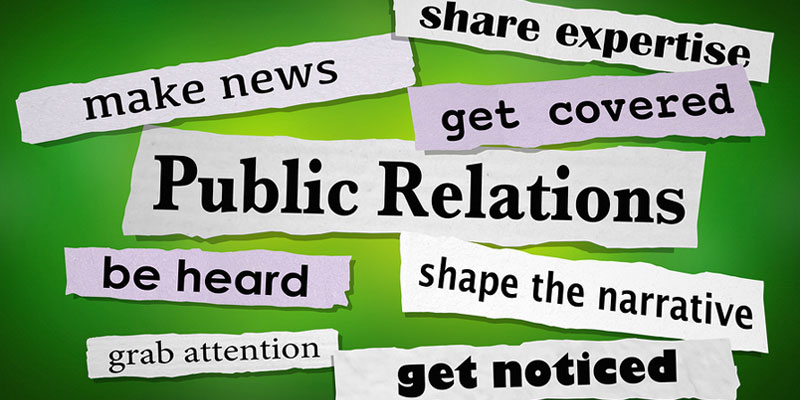 share expertise
make news
get covered
Public Relations
be heard
shape the narrative
grab attention
get noticed